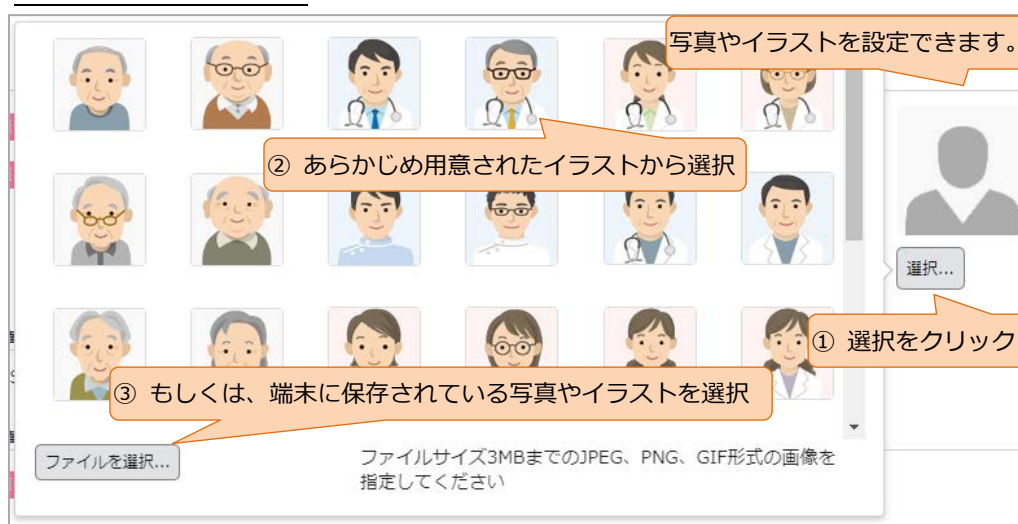 写真やイラストを設定できます。
② あらかじめ用意されたイラストから選択
選択...
① 選択をクリック
③ もしくは、端末に保存されている写真やイラストを選択
ファイルを選択...
ファイルサイズ3MBまでのJPEG、PNG、GIF形式の画像を
指定してください